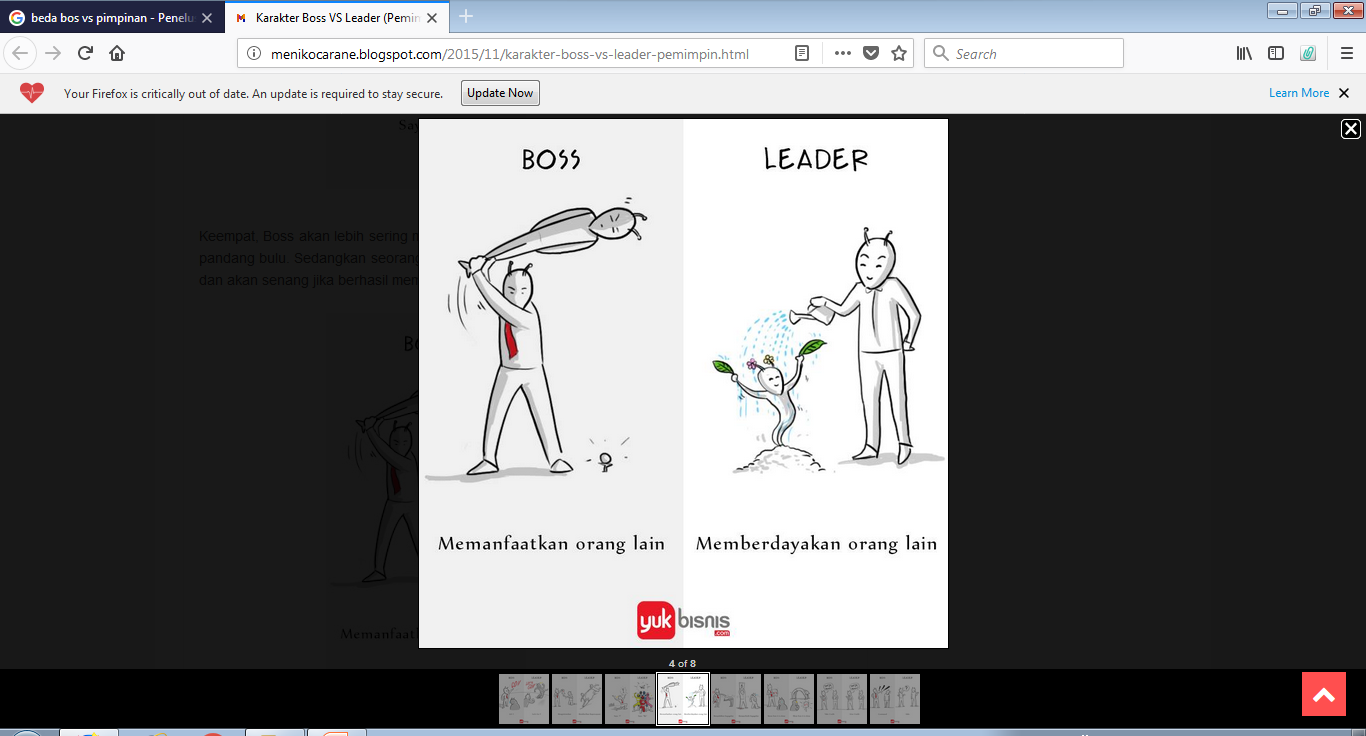 beda bos vs pimpinan - Penelu
Karakter Boss VS Leader (Pemim
menikocarane.blogspot.com/2015/11/karakter-boss-vs-leader-pemimpin.html
Search
Your Firefox is critically out of date. An update is required to stay secure.
Update Now
Learn More
BOSS
LEADER
Keempat, Boss akan lebih sering
pandang bulu. Sedangkan
dan akan senang jika berhasil
Memanfaatkan orang lain
Memberdayakan orang lain
yuk bisnis
.com
4 of 8